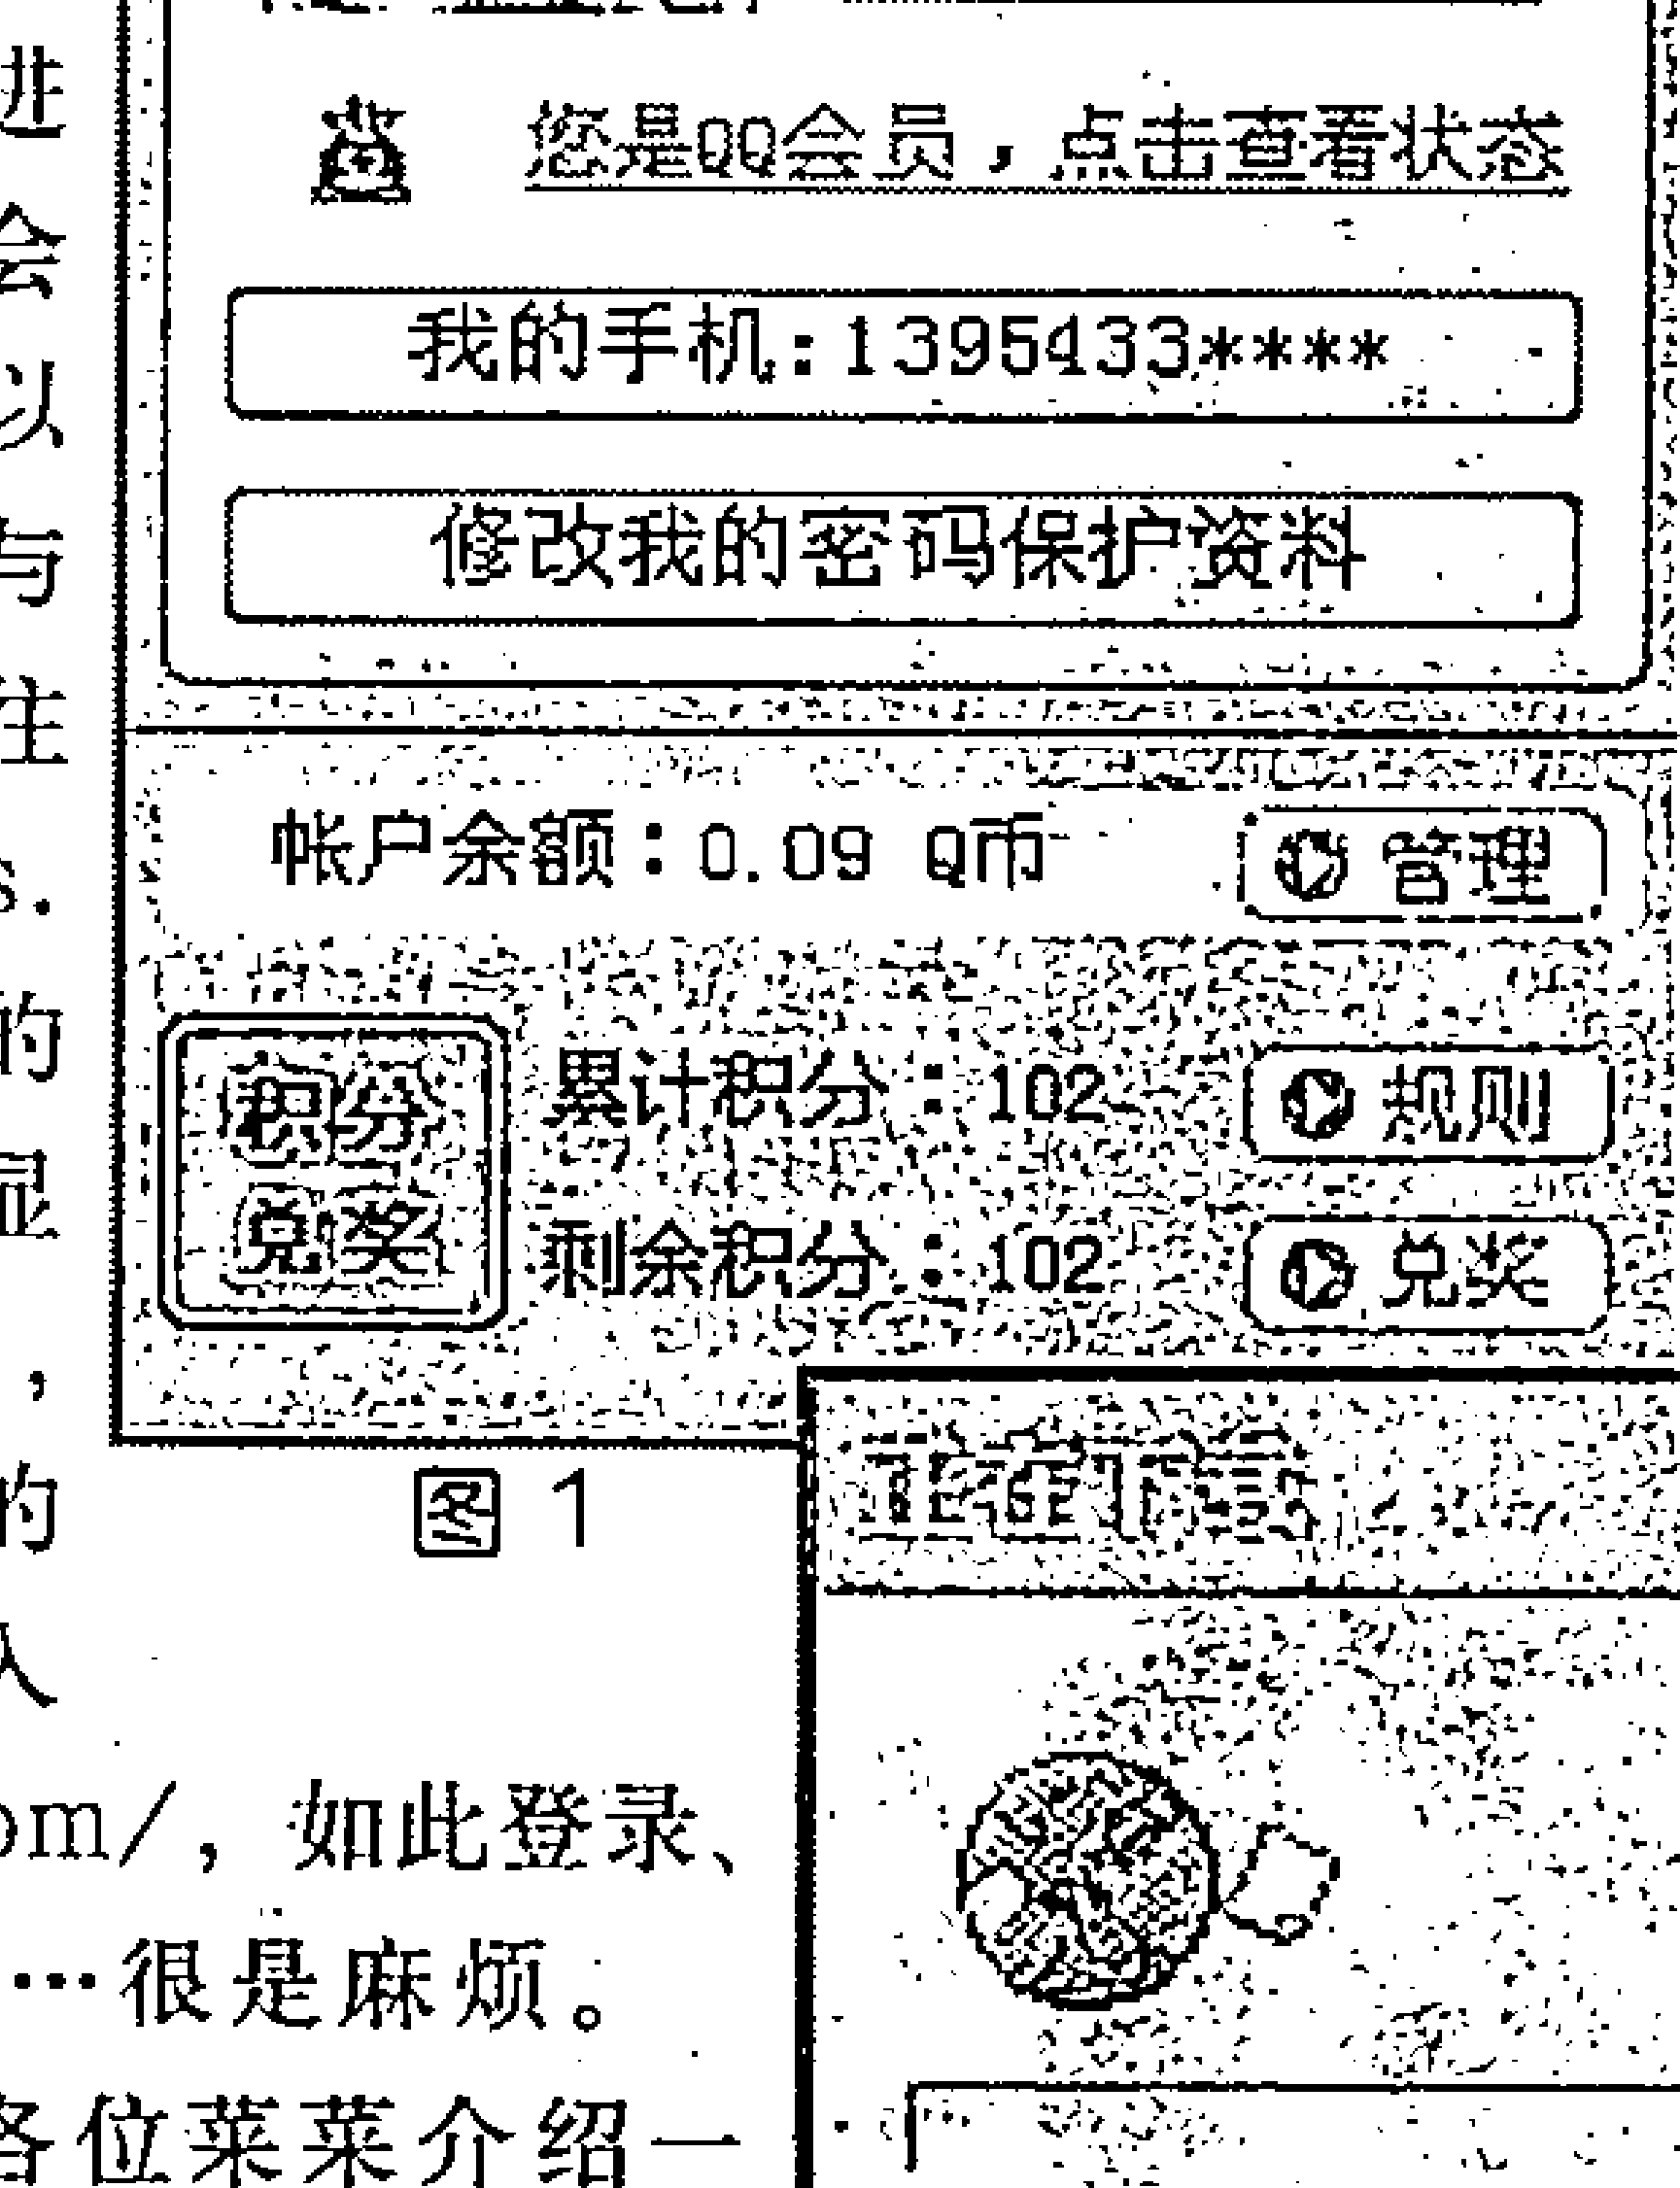 进
会
以
与
注
s.
的
显
，
的
人
om/，如此登录、
…很是麻烦。
各位菜菜介绍一
您是QQ会员，点击查看状态
我的手机:1395433****
修改我的密码保护资料
帐户余额：0.09 Q币 管理
积分兑奖
累计积分：102 规则
剩余积分：102 兑奖
图 1